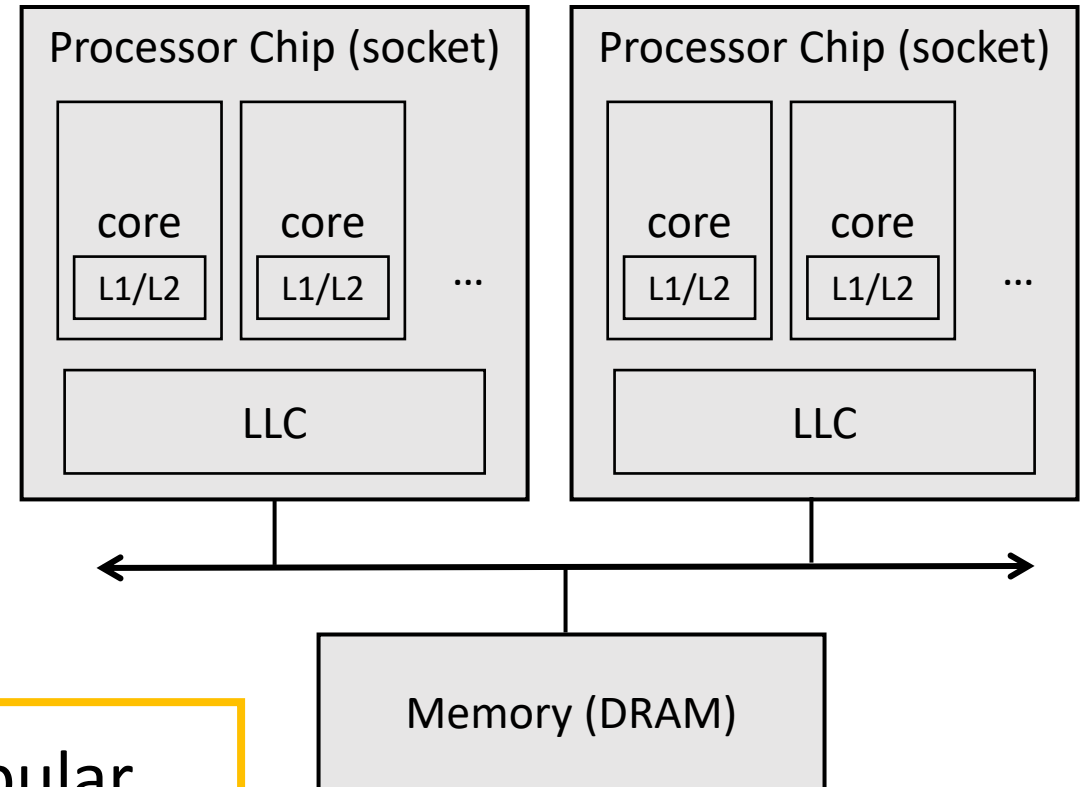 Processor Chip (socket)
core
L1/L2
core
L1/L2
...
LLC
Processor Chip (socket)
core
L1/L2
core
L1/L2
...
LLC
Memory (DRAM)